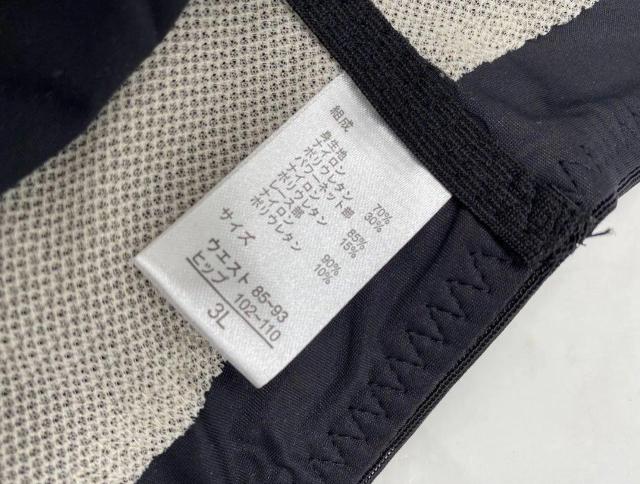 組成
身生地
ナイロン 70%
ポリウレタン 30%
パワーネット部
ナイロン 85%
ポリウレタン 15%
レース部
ナイロン 90%
ポリウレタン 10%
サイズ
ウエスト 85-93
ヒップ 102-110
3L